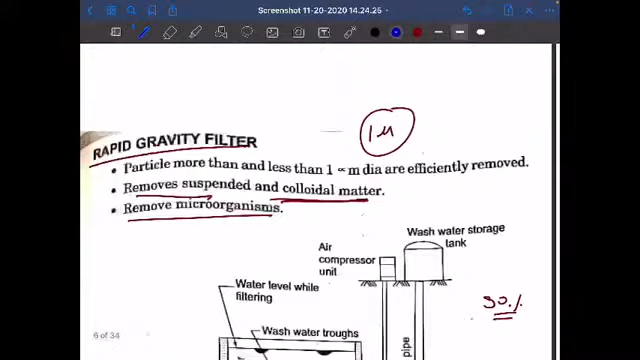 Screenshot 11-20-2020 14.24.25
1 μ
RAPID GRAVITY FILTER
• Particle more than and less than 1 ∝ m dia are efficiently removed.
• Removes suspended and colloidal matter.
• Remove microorganisms.
Wash water storage
tank
Air
compressor
unit
Water level while
filtering
30%
Wash water troughs
pipe
6 of 34